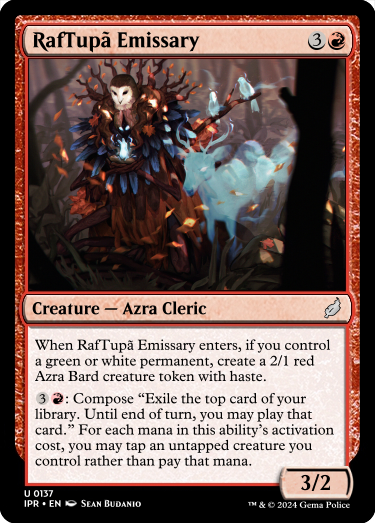 RafTupã Emissary 3
Creature — Azra Cleric
When RafTupã Emissary enters, if you control
a green or white permanent, create a 2/1 red
Azra Bard creature token with haste.
3 : Compose “Exile the top card of your
library. Until end of turn, you may play that
card.” For each mana in this ability’s activation
cost, you may tap an untapped creature you
control rather than pay that mana.
3/2
U 0137
IPR • EN Sean Budanio
™ & © 2024 Gema Police